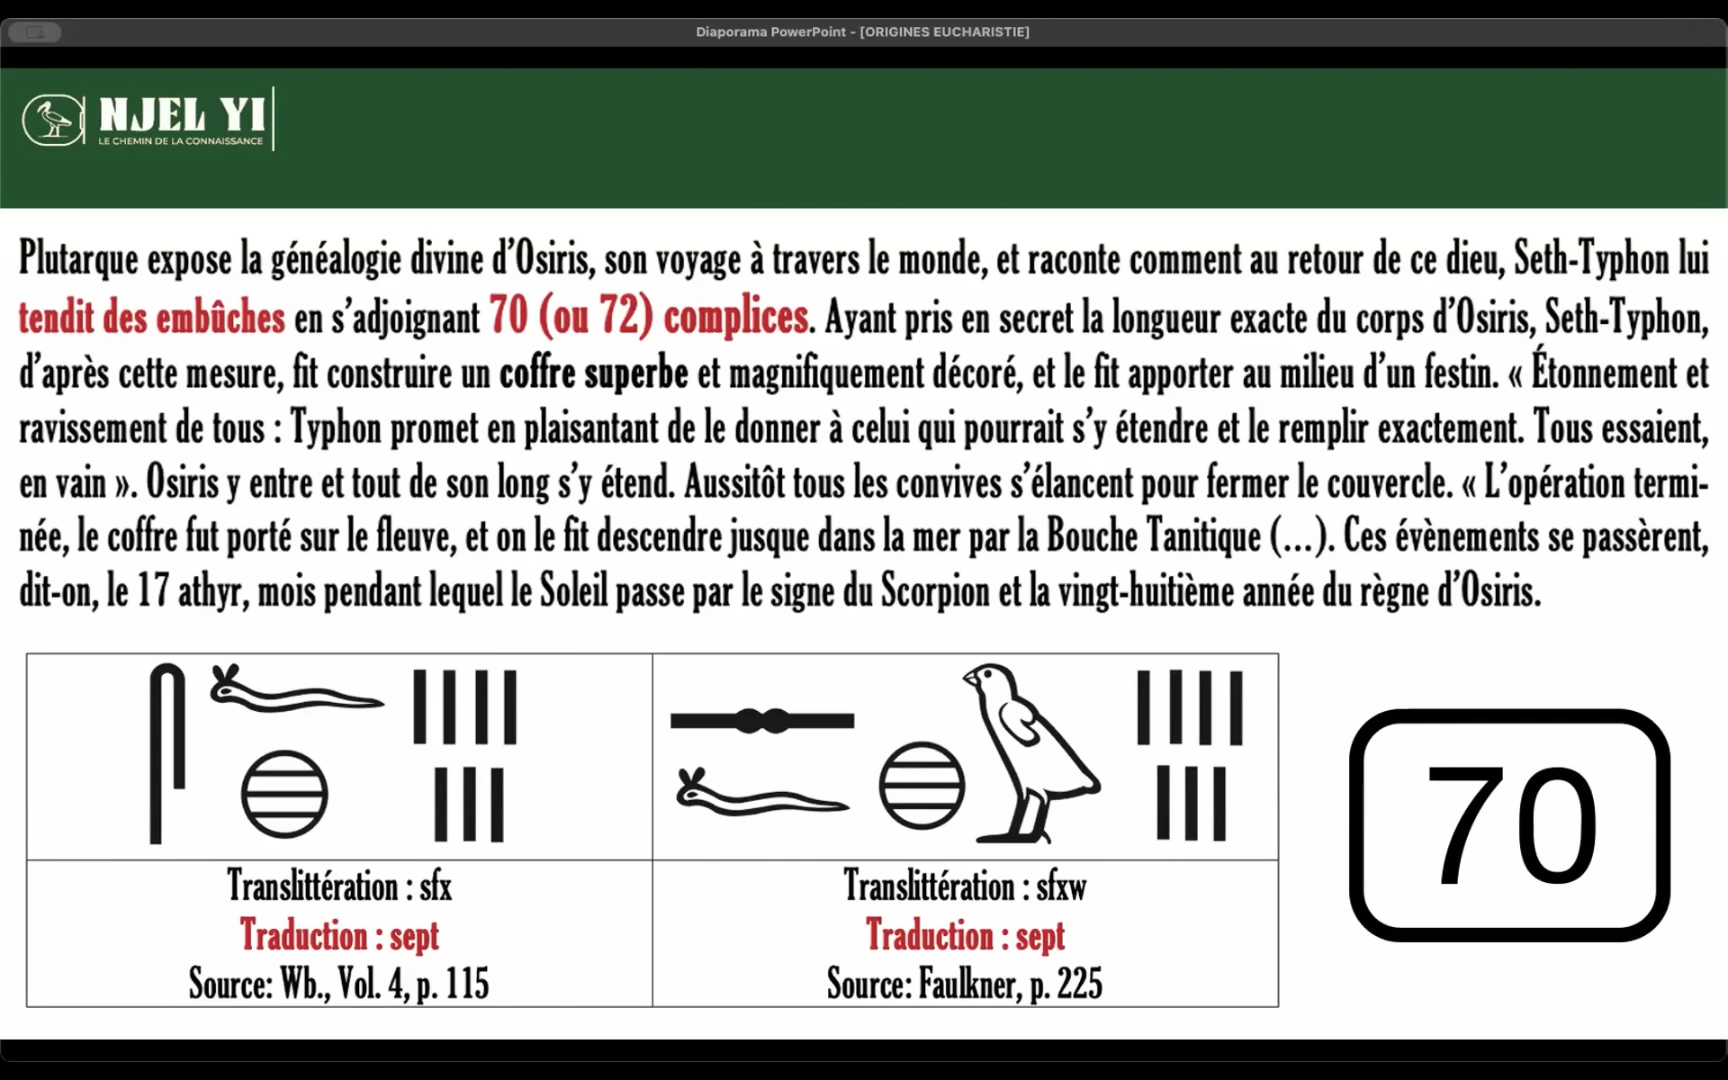 Diaporama PowerPoint - [ORIGINES EUCHARISTIE]
NJEL YI
LE CHEMIN DE LA CONNAISSANCE
Plutarque expose la généalogie divine d’Osiris, son voyage à travers le monde, et raconte comment au retour de ce dieu, Seth-Typhon lui
tendit des embûches en s’adjoignant 70 (ou 72) complices. Ayant pris en secret la longueur exacte du corps d’Osiris, Seth-Typhon,
d’après cette mesure, fit construire un coffre superbe et magnifiquement décoré, et le fit apporter au milieu d’un festin. « Étonnement et
ravissement de tous : Typhon promet en plaisantant de le donner à celui qui pourrait s’y étendre et le remplir exactement. Tous essaient,
en vain ». Osiris y entre et tout de son long s’y étend. Aussitôt tous les convives s’élancent pour fermer le couvercle. « L’opération termi-
née, le coffre fut porté sur le fleuve, et on le fit descendre jusque dans la mer par la Bouche Tanitique (...). Ces évènements se passèrent,
dit-on, le 17 athyr, mois pendant lequel le Soleil passe par le signe du Scorpion et la vingt-huitième année du règne d’Osiris.
𓋴𓆑𓐍𓏽𓏼
𓊃𓆑𓐍𓅱𓏽𓏼
Translittération : sfx
Traduction : sept
Source: Wb., Vol. 4, p. 115
Translittération : sfxw
Traduction : sept
Source: Faulkner, p. 225
70